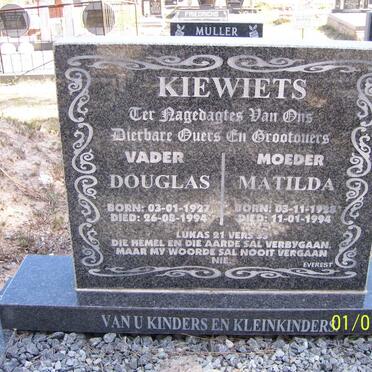 MULLER
KIEWIETS
Ter Nagedagtes Van Ons
Dierbare Ouers En Grootouers
VADER MOEDER
DOUGLAS MATILDA
BORN: 03-01-1927 BORN: 03-11-1928
DIED: 26-08-1994 DIED: 11-01-1994
LUKAS 21 VERS 33
DIE HEMEL EN DIE AARDE SAL VERBYGAAN.
MAAR MY WOORDE SAL NOOIT VERGAAN
NIE.
EVEREST
VAN U KINDERS EN KLEINKINDERS
01/0